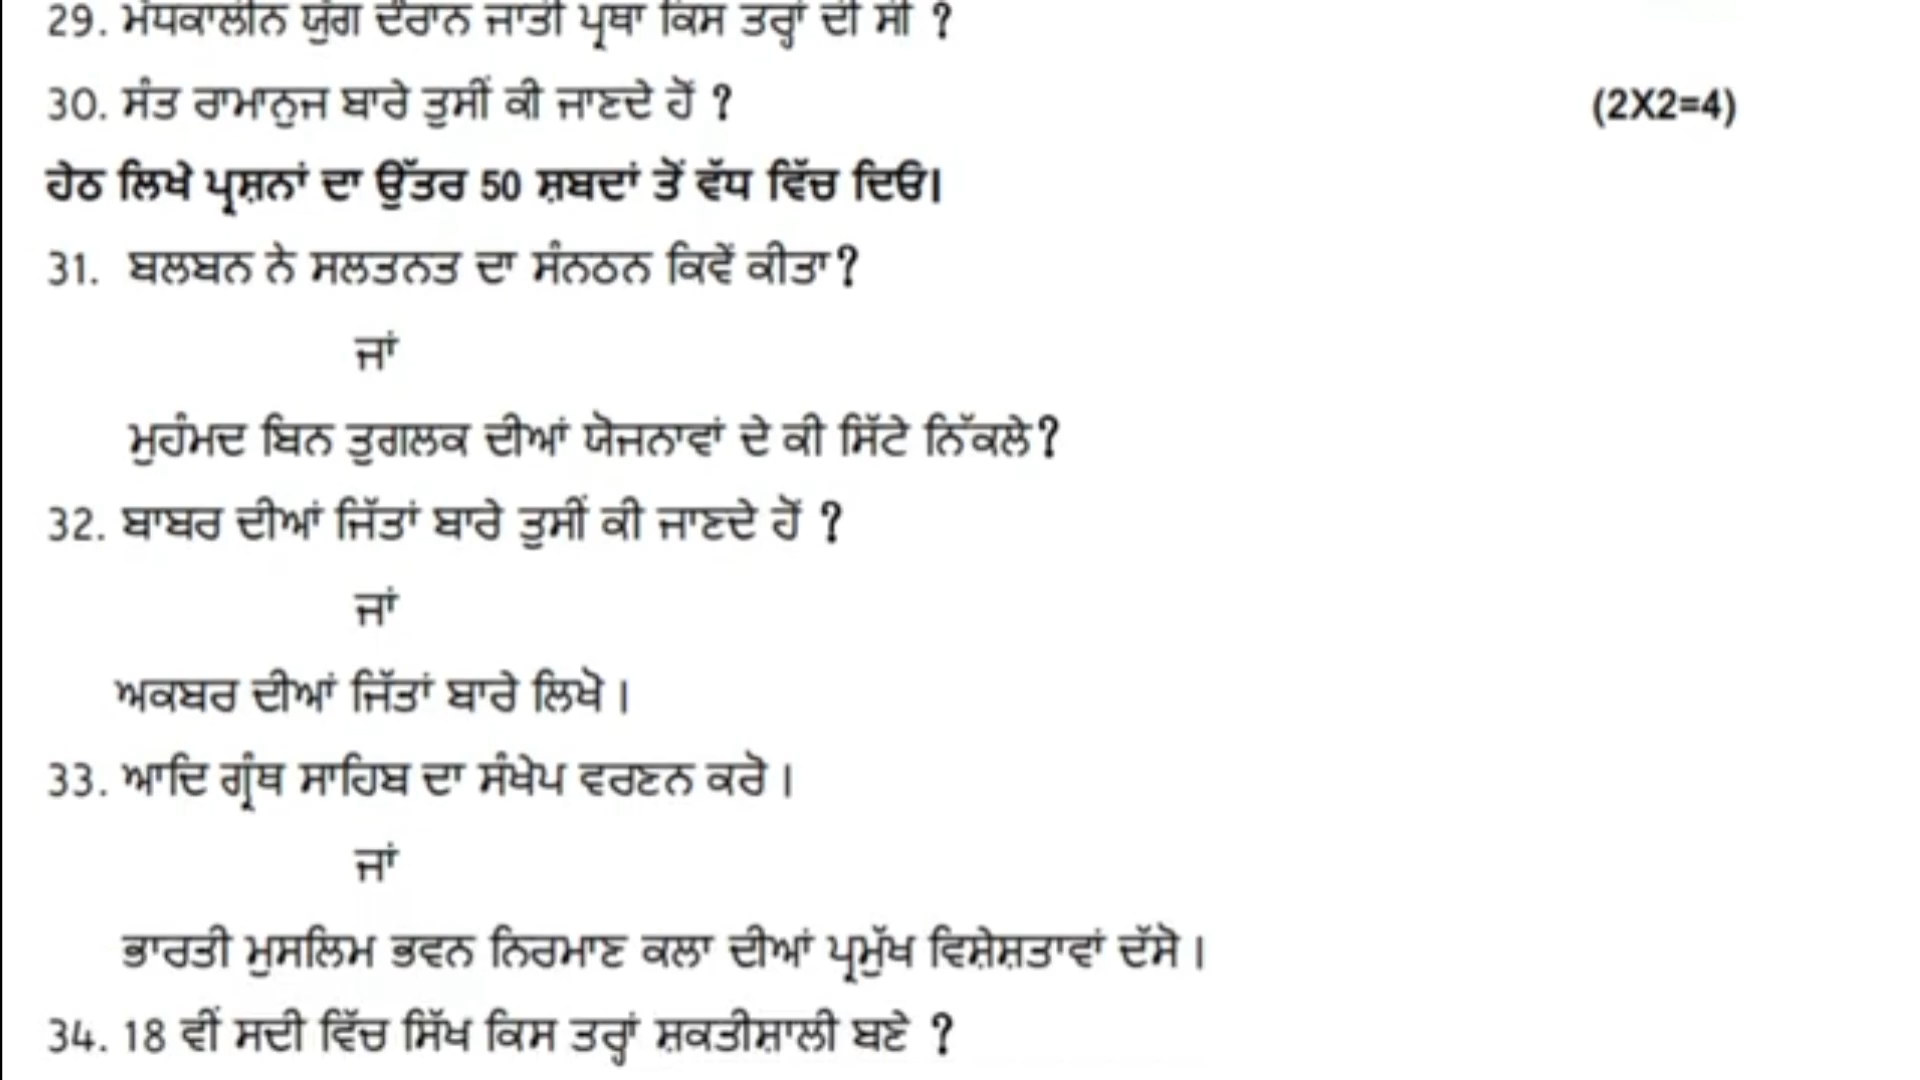 29. ਮੱਧਕਾਲੀਨ ਯੁੱਗ ਦੌਰਾਨ ਜਾਤੀ ਪ੍ਰਥਾ ਕਿਸ ਤਰ੍ਹਾਂ ਦੀ ਸੀ ?
30. ਸੰਤ ਰਾਮਾਨੁਜ ਬਾਰੇ ਤੁਸੀਂ ਕੀ ਜਾਣਦੇ ਹੋਂ ? (2X2=4)
ਹੇਠ ਲਿਖੇ ਪ੍ਰਸ਼ਨਾਂ ਦਾ ਉੱਤਰ 50 ਸ਼ਬਦਾਂ ਤੋਂ ਵੱਧ ਵਿੱਚ ਦਿਓ।
31. ਬਲਬਨ ਨੇ ਸਲਤਨਤ ਦਾ ਸੰਨਠਨ ਕਿਵੇਂ ਕੀਤਾ?
ਜਾਂ
ਮੁਹੰਮਦ ਬਿਨ ਤੁਗਲਕ ਦੀਆਂ ਯੋਜਨਾਵਾਂ ਦੇ ਕੀ ਸਿੱਟੇ ਨਿੱਕਲੇ?
32. ਬਾਬਰ ਦੀਆਂ ਜਿੱਤਾਂ ਬਾਰੇ ਤੁਸੀਂ ਕੀ ਜਾਣਦੇ ਹੋਂ ?
ਜਾਂ
ਅਕਬਰ ਦੀਆਂ ਜਿੱਤਾਂ ਬਾਰੇ ਲਿਖੋ।
33. ਆਦਿ ਗ੍ਰੰਥ ਸਾਹਿਬ ਦਾ ਸੰਖੇਪ ਵਰਣਨ ਕਰੋ।
ਜਾਂ
ਭਾਰਤੀ ਮੁਸਲਿਮ ਭਵਨ ਨਿਰਮਾਣ ਕਲਾ ਦੀਆਂ ਪ੍ਰਮੁੱਖ ਵਿਸ਼ੇਸ਼ਤਾਵਾਂ ਦੱਸੋ।
34. 18 ਵੀਂ ਸਦੀ ਵਿੱਚ ਸਿੱਖ ਕਿਸ ਤਰ੍ਹਾਂ ਸ਼ਕਤੀਸ਼ਾਲੀ ਬਣੇ ?